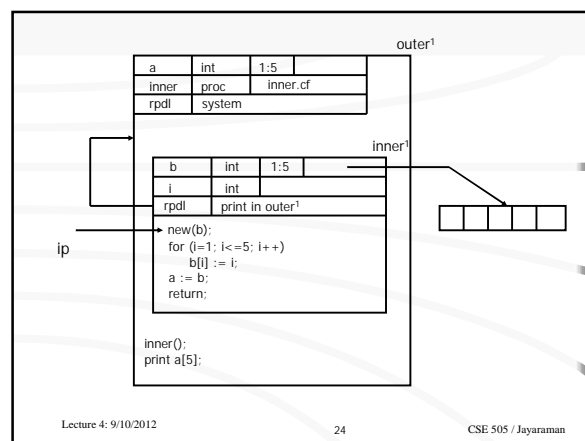 outer1
a int 1:5
inner proc inner.cf
rpdl system
inner1
b int 1:5
i int
rpdl print in outer1
ip
new(b);
for (i=1; i<=5; i++)
b[i] := i;
a := b;
return;
inner();
print a[5];
Lecture 4: 9/10/2012 24 CSE 505 / Jayaraman